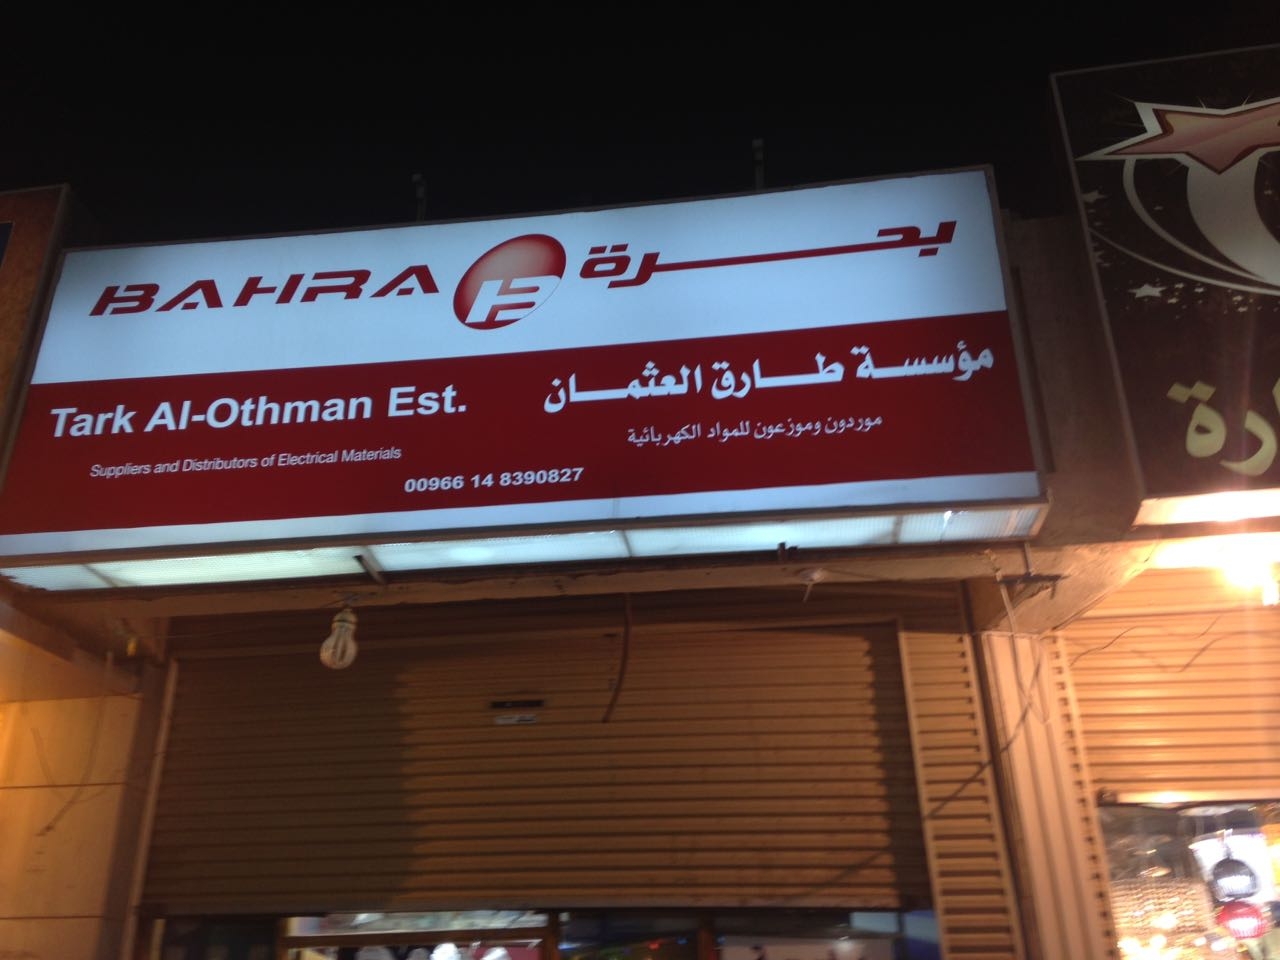 BAHRA بحرة
مؤسسة طارق العثمان
Tark Al-Othman Est.
موردون وموزعون للمواد الكهربائية
Suppliers and Distributors of Electrical Materials
00966 14 8390827